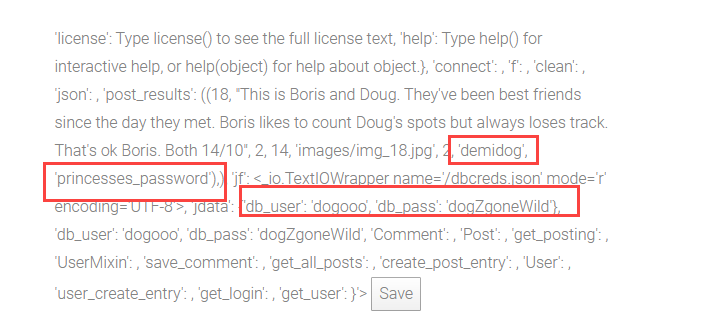 'license': Type license() to see the full license text, 'help': Type help() for
interactive help, or help(object) for help about object.}, 'connect': , 'f': , 'clean': ,
'json': , 'post_results': ((18, "This is Boris and Doug. They've been best friends
since the day they met. Boris likes to count Doug's spots but always loses track.
That's ok Boris. Both 14/10", 2, 14, 'images/img_18.jpg', 2, 'demidog',
'princesses_password'),) 'jf': <_io.TextIOWrapper name='/dbcreds.json' mode='r'
encoding='UTF-8'>, 'jdata': {'db_user': 'dogooo', 'db_pass': 'dogZgoneWild'},
'db_user': 'dogooo', 'db_pass': 'dogZgoneWild', 'Comment': , 'Post': , 'get_posting': ,
'UserMixin': , 'save_comment': , 'get_all_posts': , 'create_post_entry': , 'User': ,
'user_create_entry': , 'get_login': , 'get_user': }'> Save